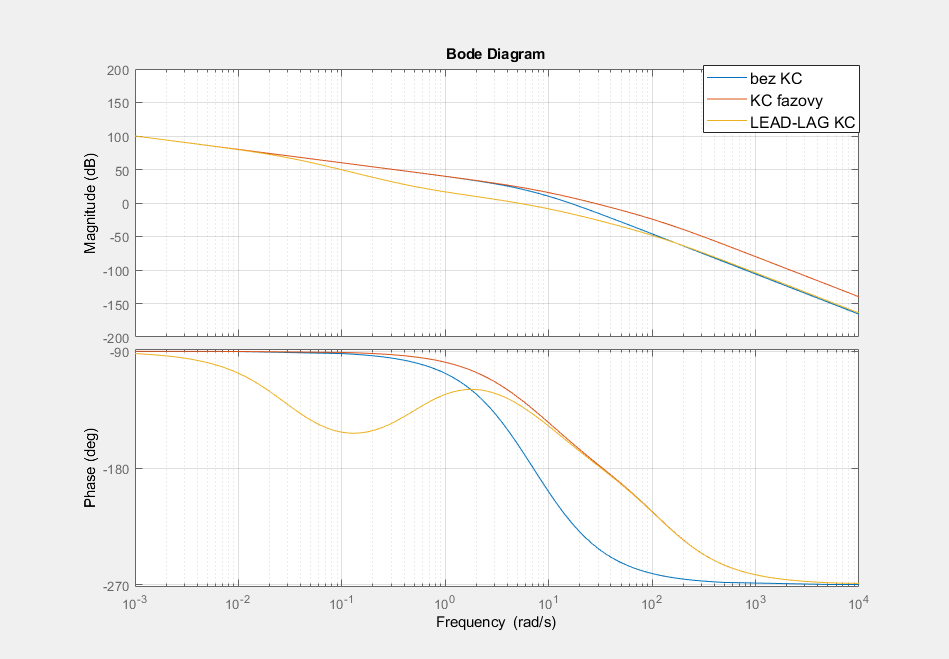 Bode Diagram
bez KC
KC fazovy
LEAD-LAG KC
Magnitude (dB)
200
150
100
50
0
-50
-100
-150
-200
Phase (deg)
-90
-180
-270
10^-3
10^-2
10^-1
10^0
10^1
10^2
10^3
10^4
Frequency (rad/s)